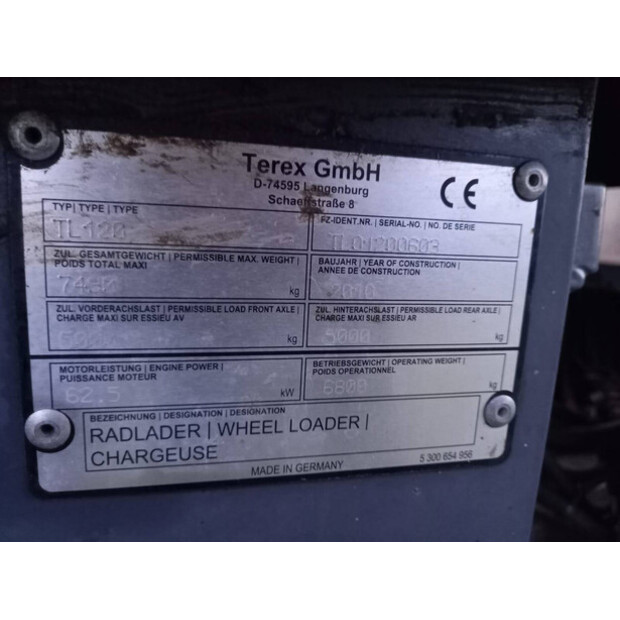 Terex GmbH
D-74595 Langenburg
Schaeffstraße 8
CE
TYP | TYPE | TYPE
TL120
FZ-IDENT.NR. | SERIAL-NO. | NO. DE SERIE
ZUL. GESAMTGEWICHT | PERMISSIBLE MAX. WEIGHT |
POIDS TOTAL MAXI
kg
BAUJAHR | YEAR OF CONSTRUCTION |
ANNEE DE CONSTRUCTION
2010
ZUL. VORDERACHSLAST | PERMISSIBLE LOAD FRONT AXLE |
CHARGE MAXI SUR ESSIEU AV
kg
ZUL. HINTERACHSLAST | PERMISSIBLE LOAD REAR AXLE |
CHARGE MAXI SUR ESSIEU AR
5000 kg
MOTORLEISTUNG | ENGINE POWER |
PUISSANCE MOTEUR
62.5 kW
BETRIEBSGEWICHT | OPERATING WEIGHT |
POIDS OPERATIONNEL
6800 kg
BEZEICHNUNG | DESIGNATION | DESIGNATION
RADLADER | WHEEL LOADER |
CHARGEUSE
MADE IN GERMANY
5 300 654 956